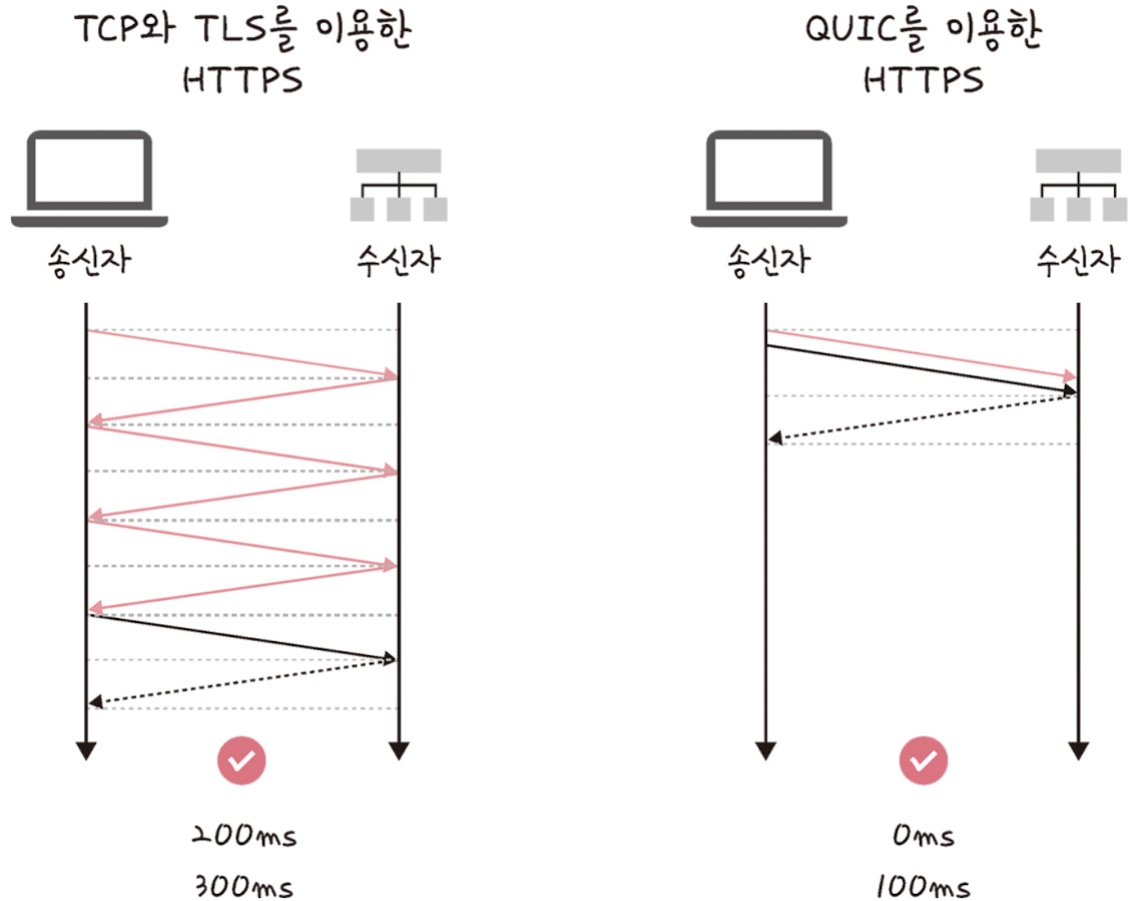 TCP와 TLS를 이용한
HTTPS
송신자
수신자
200ms
300ms
QUIC를 이용한
HTTPS
송신자
수신자
0ms
100ms